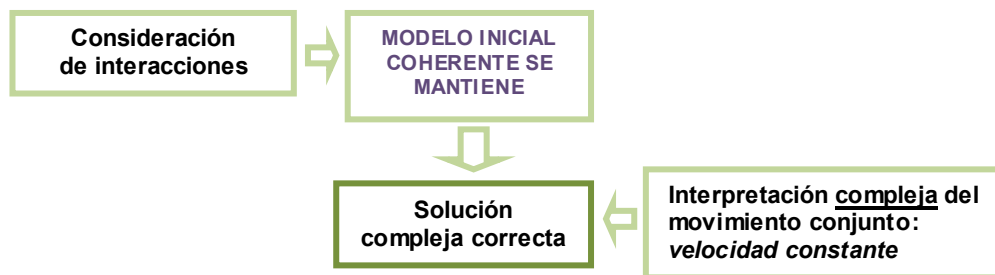 Consideración
de interacciones
MODELO INICIAL
COHERENTE SE
MANTIENE
Solución
compleja correcta
Interpretación compleja del
movimiento conjunto:
velocidad constante